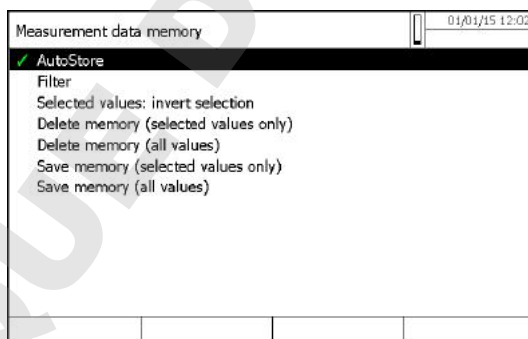 Measurement data memory
01/01/15 12:02
✓ AutoStore
Filter
Selected values: invert selection
Delete memory (selected values only)
Delete memory (all values)
Save memory (selected values only)
Save memory (all values)